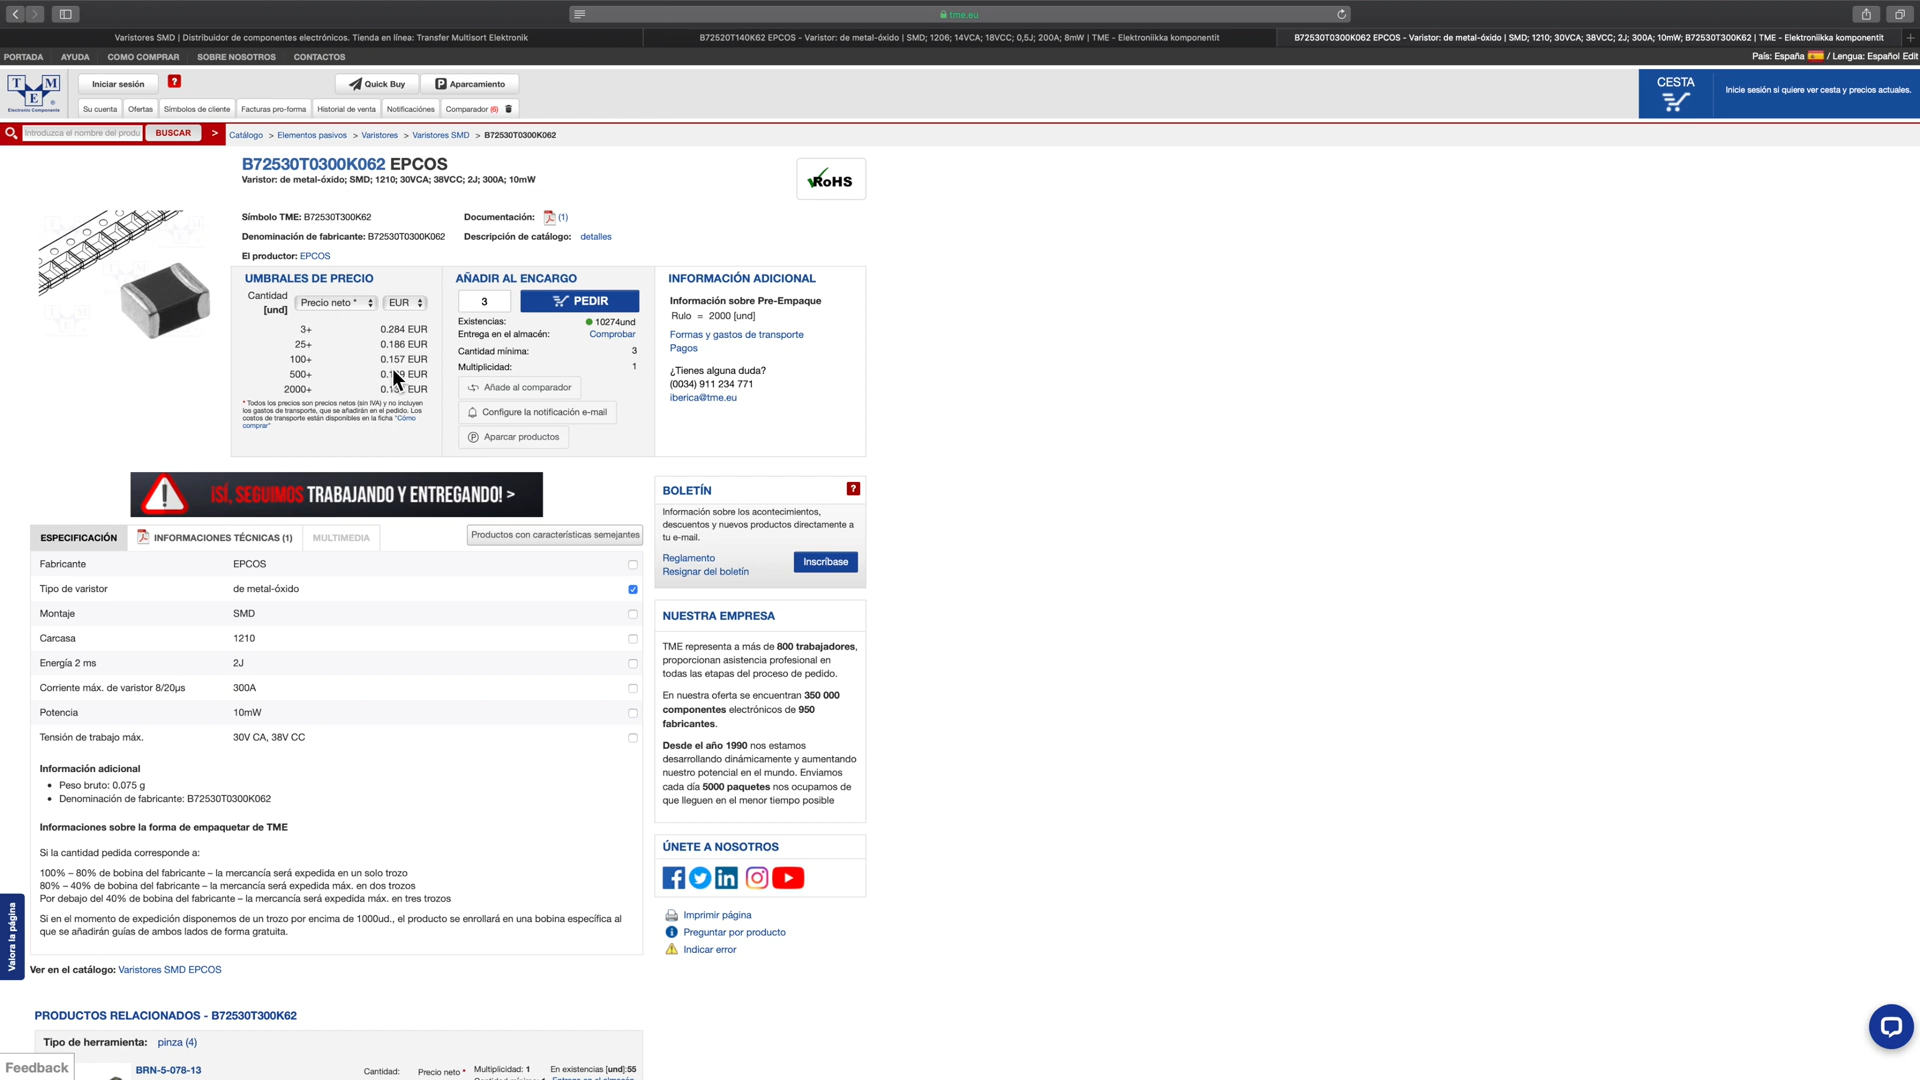 tme.eu
Varistores SMD | Distribuidor de componentes electrónicos. Tienda en línea: Transfer Multisort Elektronik
B72520T140K62 EPCOS - Varistor: de metal-óxido | SMD; 1206; 14VCA; 18VCC; 0,5J; 200A; 8mW | TME - Elektroniikka komponentit
B72530T0300K062 EPCOS - Varistor: de metal-óxido | SMD; 1210; 30VCA; 38VCC; 2J; 300A; 10mW; B72530T300K62 | TME - Elektroniikka komponentit
PORTADA AYUDA COMO COMPRAR SOBRE NOSOTROS CONTACTOS
País: España / Lengua: Español Edit
TME
Electronic Components
Iniciar sesión ?
Quick Buy
P Aparcamiento
Su cuenta Ofertas Símbolos de cliente Facturas pro-forma Historial de venta Notificaciónes Comparador (6)
CESTA
Inicie sesión si quiere ver cesta y precios actuales.
Introduzca el nombre del produ BUSCAR >
Catálogo > Elementos pasivos > Varistores > Varistores SMD > B72530T0300K062
B72530T0300K062 EPCOS
Varistor: de metal-óxido; SMD; 1210; 30VCA; 38VCC; 2J; 300A; 10mW
RoHS
Símbolo TME: B72530T300K62
Documentación: (1)
Denominación de fabricante: B72530T0300K062
Descripción de catálogo: detalles
El productor: EPCOS
UMBRALES DE PRECIO
Cantidad [und] Precio neto * EUR
3+ 0.284 EUR
25+ 0.186 EUR
100+ 0.157 EUR
500+ EUR
2000+ EUR
* Todos los precios son precios netos (sin IVA) y no incluyen
los gastos de transporte, que se añadirán en el pedido. Los
costos de transporte están disponibles en la ficha "Cómo
comprar"
AÑADIR AL ENCARGO
3 PEDIR
Existencias: 10274und
Entrega en el almacén: Comprobar
Cantidad mínima: 3
Multiplicidad: 1
Añade al comparador
Configure la notificación e-mail
P Aparcar productos
INFORMACIÓN ADICIONAL
Información sobre Pre-Empaque
Rulo = 2000 [und]
Formas y gastos de transporte
Pagos
¿Tienes alguna duda?
(0034) 911 234 771
iberica@tme.eu
¡SÍ, SEGUIMOS TRABAJANDO Y ENTREGANDO! >
ESPECIFICACIÓN INFORMACIONES TÉCNICAS (1) MULTIMEDIA
Productos con características semejantes
Fabricante EPCOS
Tipo de varistor de metal-óxido
Montaje SMD
Carcasa 1210
Energía 2 ms 2J
Corriente máx. de varistor 8/20µs 300A
Potencia 10mW
Tensión de trabajo máx. 30V CA, 38V CC
Información adicional
• Peso bruto: 0.075 g
• Denominación de fabricante: B72530T0300K062
Informaciones sobre la forma de empaquetar de TME
Si la cantidad pedida corresponde a:
100% – 80% de bobina del fabricante – la mercancía será expedida en un solo trozo
80% – 40% de bobina del fabricante – la mercancía será expedida máx. en dos trozos
Por debajo del 40% de bobina del fabricante – la mercancía será expedida máx. en tres trozos
Si en el momento de expedición disponemos de un trozo por encima de 1000ud., el producto se enrollará en una bobina específica al
que se añadirán guías de ambos lados de forma gratuita.
Ver en el catálogo: Varistores SMD EPCOS
BOLETÍN ?
Información sobre los acontecimientos,
descuentos y nuevos productos directamente a
tu e-mail.
Reglamento
Resignar del boletín
Inscríbase
NUESTRA EMPRESA
TME representa a más de 800 trabajadores,
proporcionan asistencia profesional en
todas las etapas del proceso de pedido.
En nuestra oferta se encuentran 350 000
componentes electrónicos de 950
fabricantes.
Desde el año 1990 nos estamos
desarrollando dinámicamente y aumentando
nuestro potencial en el mundo. Enviamos
cada día 5000 paquetes nos ocupamos de
que lleguen en el menor tiempo posible
ÚNETE A NOSOTROS
Imprimir página
Preguntar por producto
Indicar error
Valora la página
PRODUCTOS RELACIONADOS - B72530T300K62
Tipo de herramienta: pinza (4)
BRN-5-078-13
Cantidad: Precio neto * Multiplicidad: 1 En existencias [und]:55
Feedback